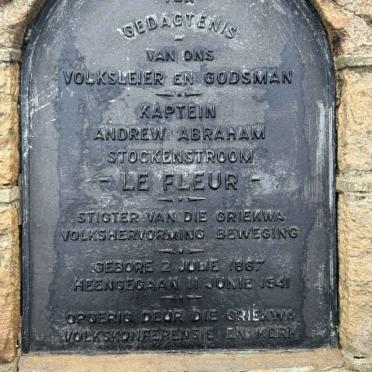 TER
GEDAGTENIS
VAN ONS
VOLKSLEIER EN GODSMAN
KAPTEIN
ANDREW ABRAHAM
STOCKENSTROOM
- LE FLEUR -
STIGTER VAN DIE GRIEKWA
VOLKSHERVORMING BEWEGING
GEBORE 2 JULIE 1867
HEENGEGAAN 11 JUNIE 1941
OPGERIG DEUR DIE GRIEKWA
VOLKSKONFERENSIE EN KERK